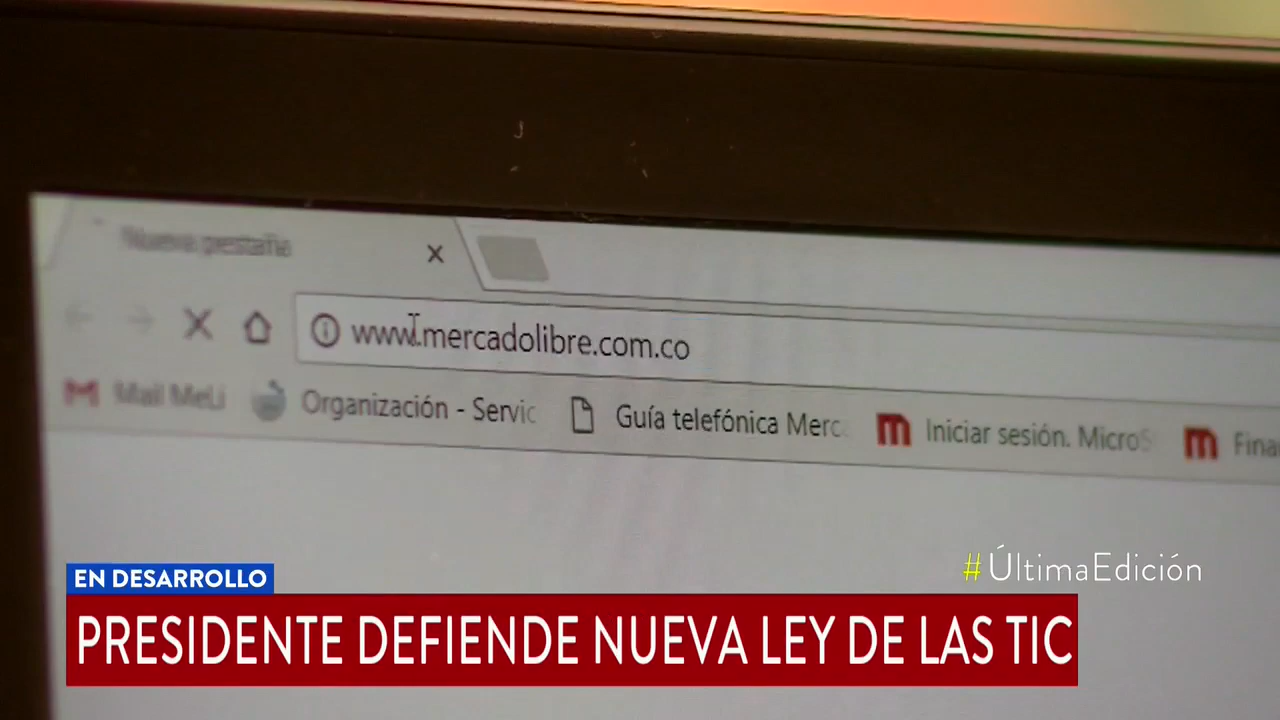 Nueva pestaña
www.mercadolibre.com.co
Mail MeLi
Organización - Servic
Guía telefónica Merc
Iniciar sesión. MicroS
Fina
#ÚltimaEdición
EN DESARROLLO
PRESIDENTE DEFIENDE NUEVA LEY DE LAS TIC